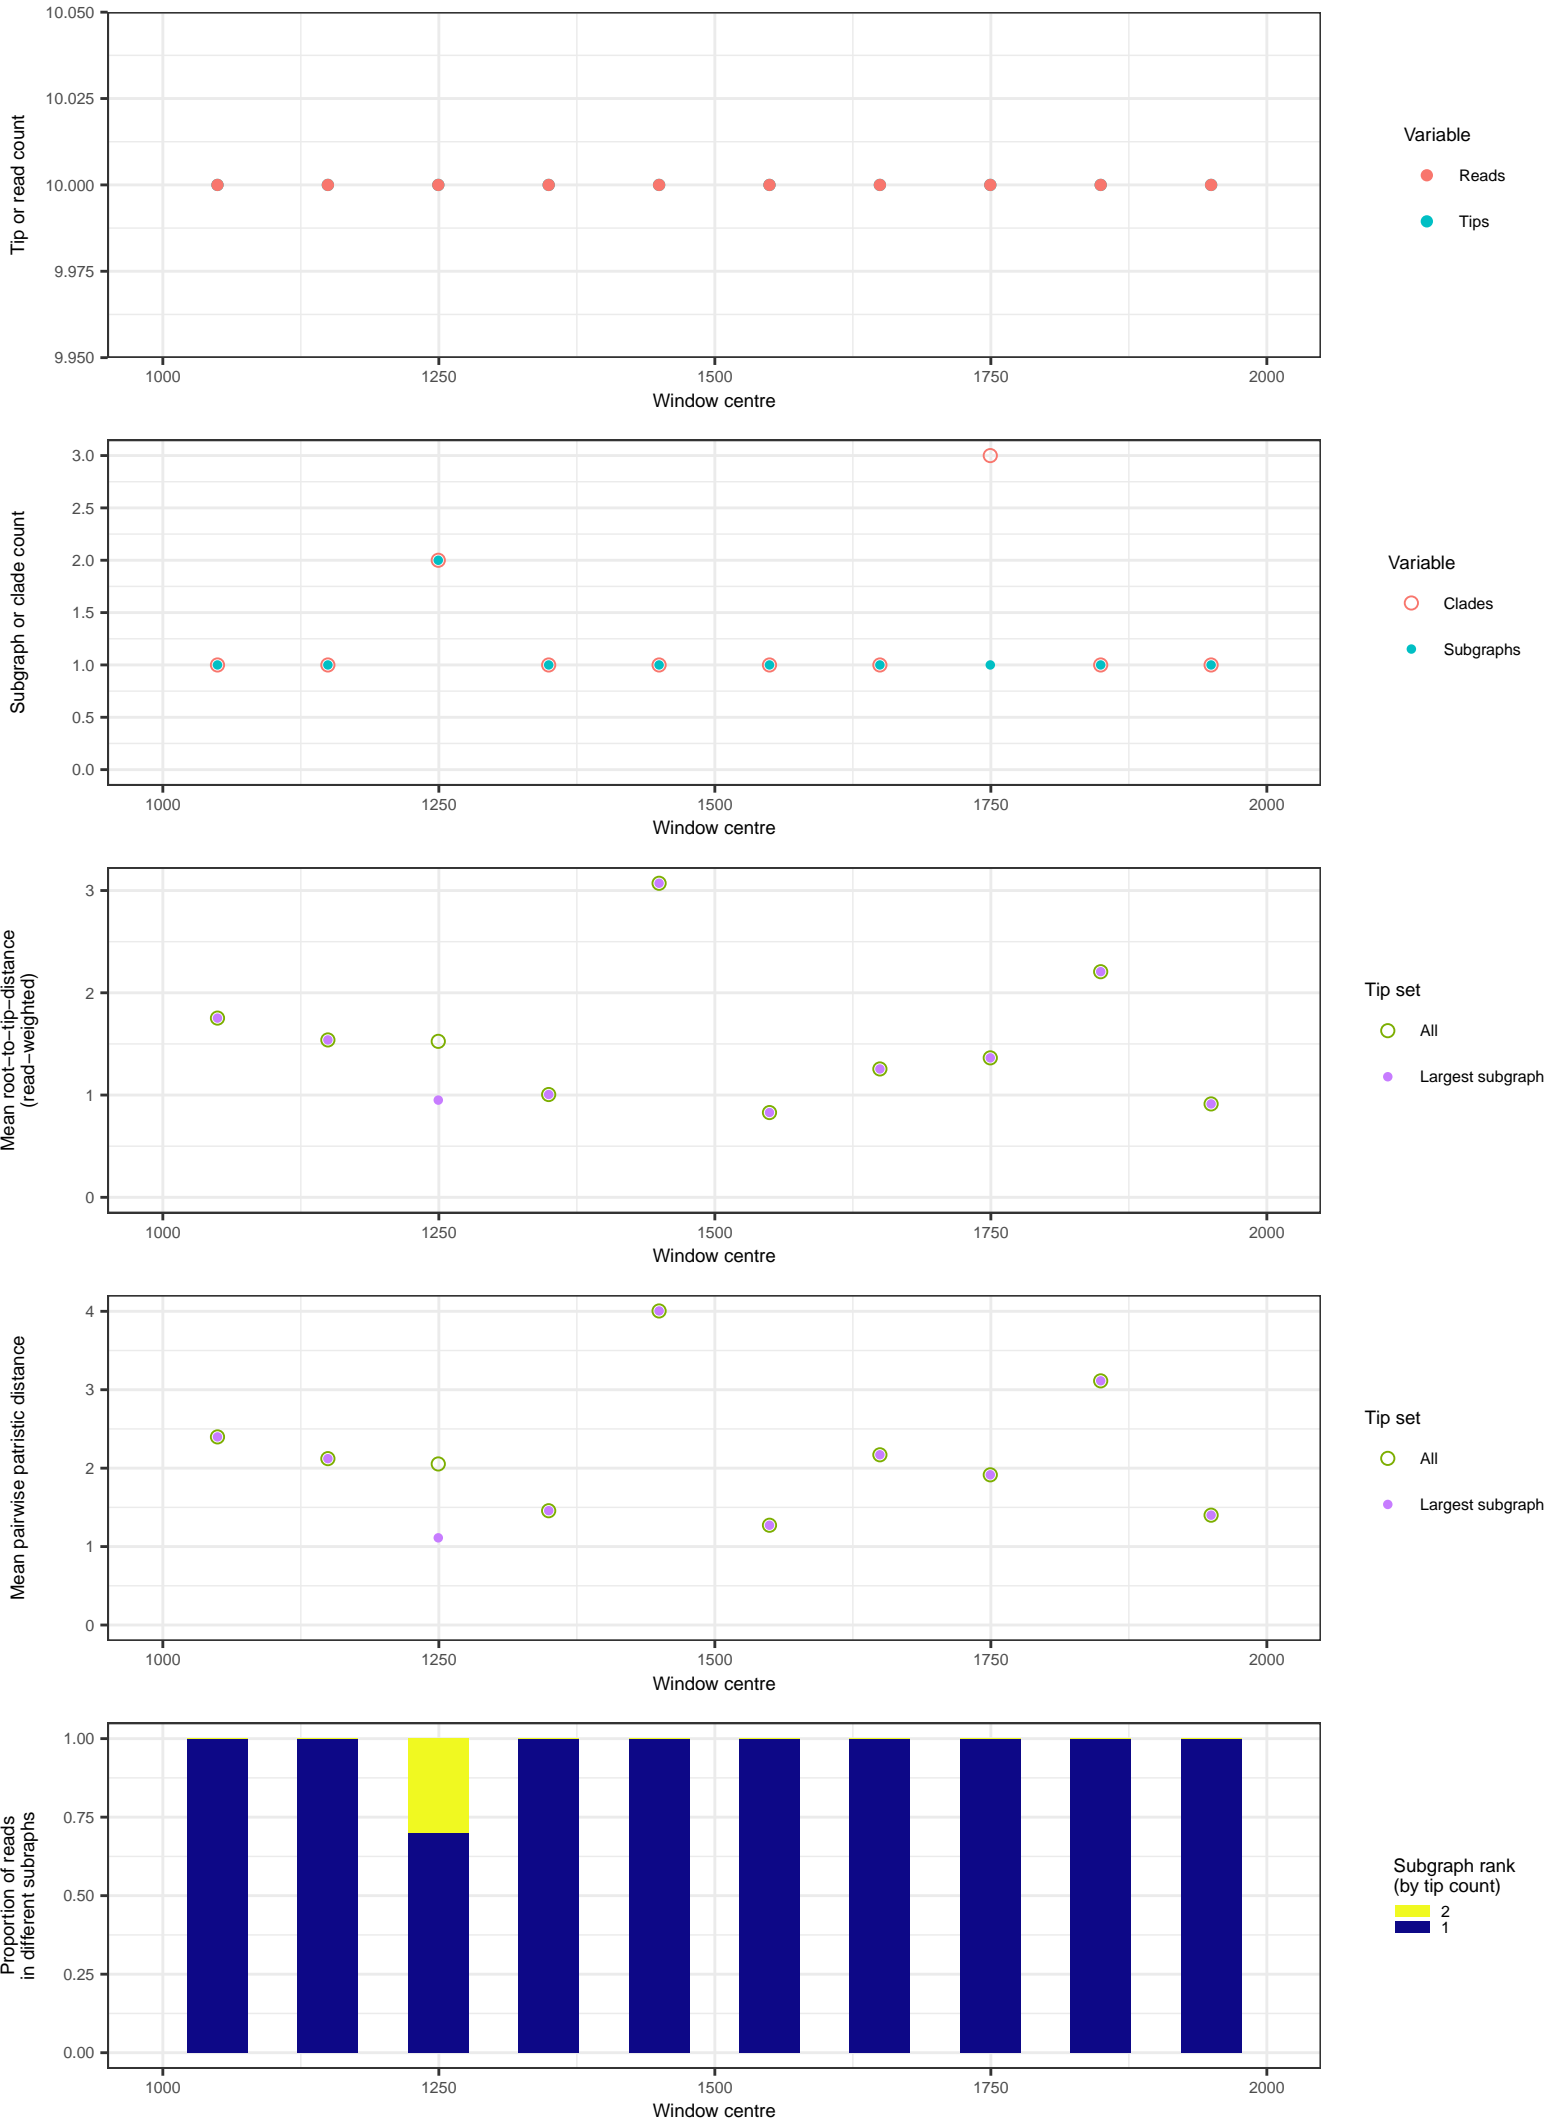 10.050
10.025
10.000
9.975
9.950
Tip or read count
1000 1250 1500 1750 2000
Window centre
Variable
Reads
Tips
3.0
2.5
2.0
1.5
1.0
0.5
0.0
Subgraph or clade count
1000 1250 1500 1750 2000
Window centre
Variable
Clades
Subgraphs
3
2
1
0
Mean root−to−tip−distance
(read−weighted)
1000 1250 1500 1750 2000
Window centre
Tip set
All
Largest subgraph
4
3
2
1
0
Mean pairwise patristic distance
1000 1250 1500 1750 2000
Window centre
Tip set
All
Largest subgraph
1.00
0.75
0.50
0.25
0.00
Proportion of reads
in different subraphs
1000 1250 1500 1750 2000
Window centre
Subgraph rank
(by tip count)
2
1